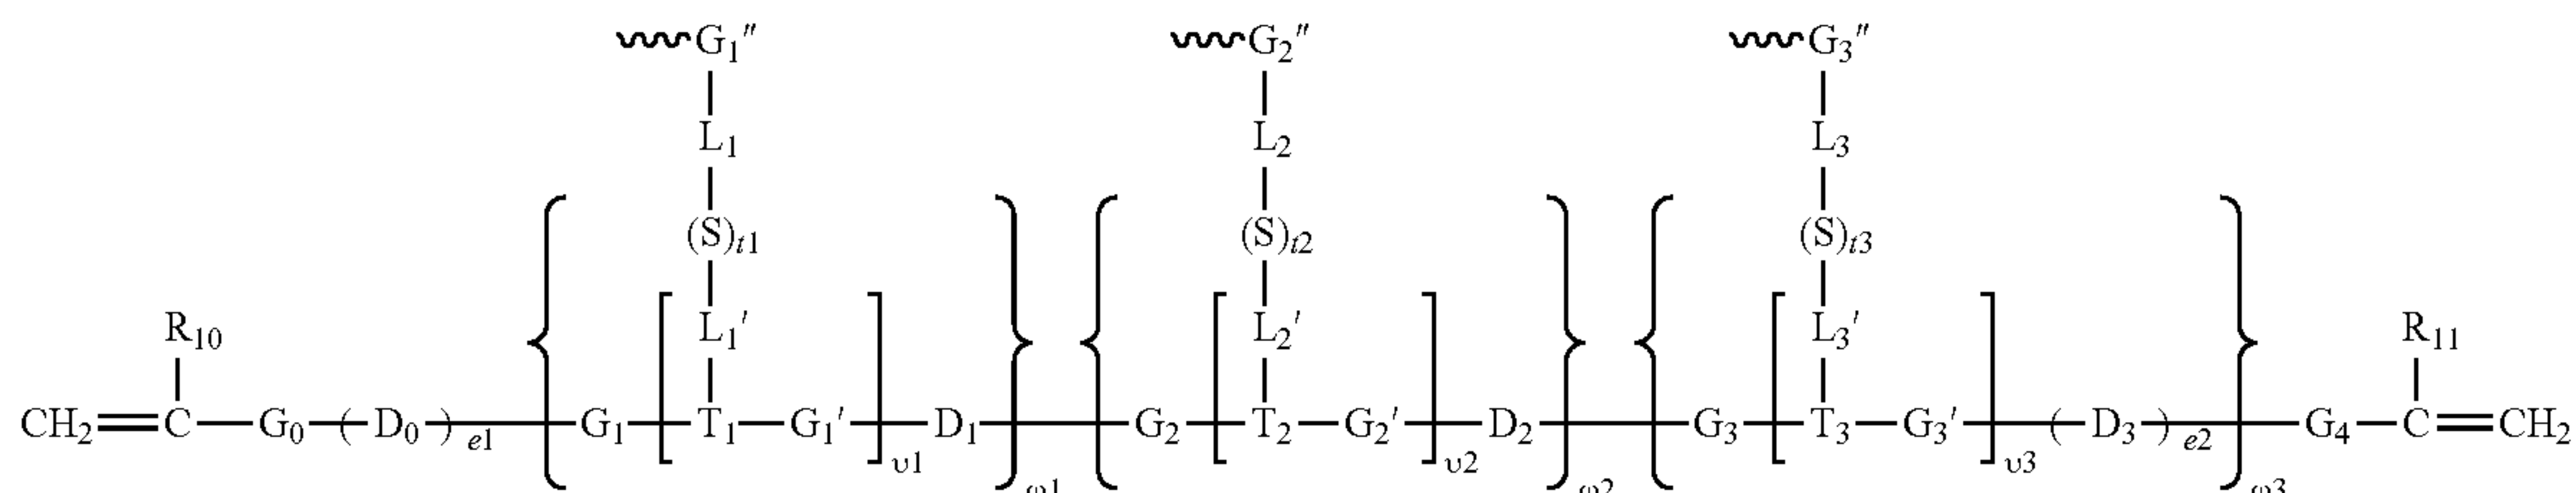 G₁″ G₂″ G₃″
L₁ L₂ L₃
(S)ₜ₁ (S)ₜ₂ (S)ₜ₃
R₁₀ L₁′ L₂′ L₃′ R₁₁
CH₂=C—G₀—(D₀)e1—{G₁—[T₁—G₁′]υ1—D₁}ω1—{G₂—[T₂—G₂′]υ2—D₂}ω2—{G₃—[T₃—G₃′]υ3—(D₃)e2}ω3—G₄—C=CH₂